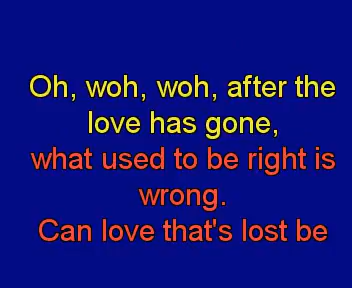 Oh, woh, woh, after the
love has gone,
what used to be right is
wrong.
Can love that's lost be